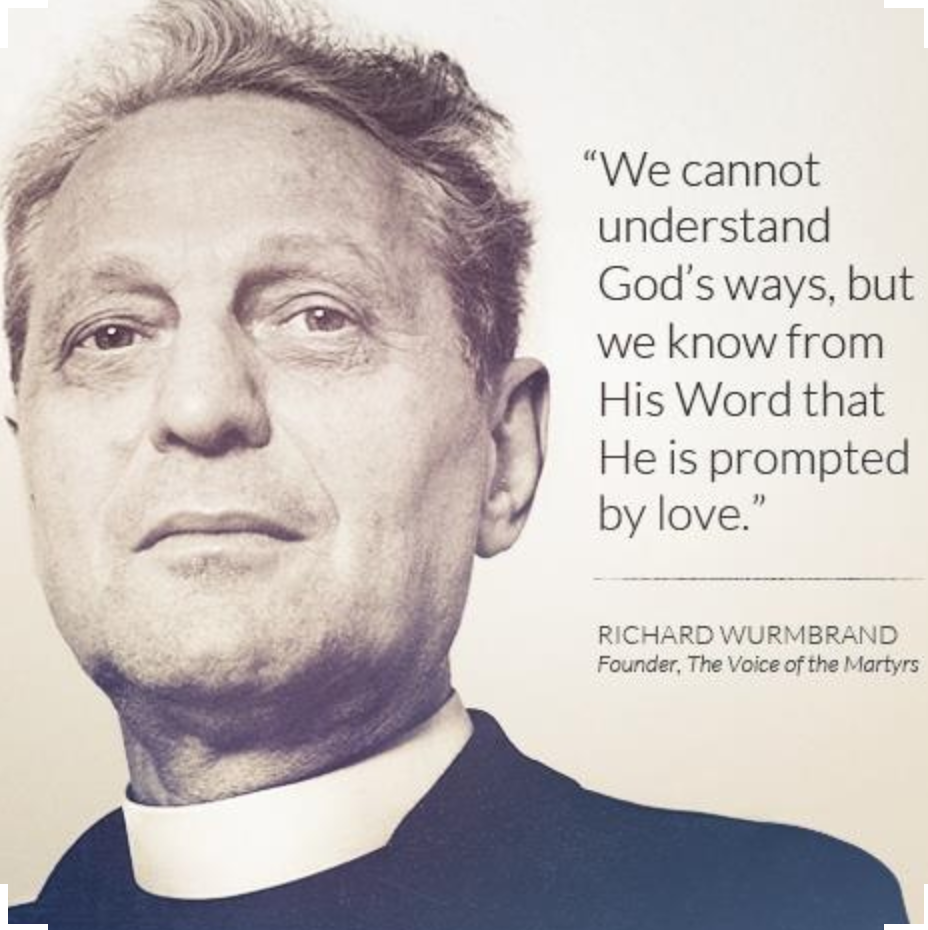 “We cannot
understand
God’s ways, but
we know from
His Word that
He is prompted
by love.”
RICHARD WURMBRAND
Founder, The Voice of the Martyrs